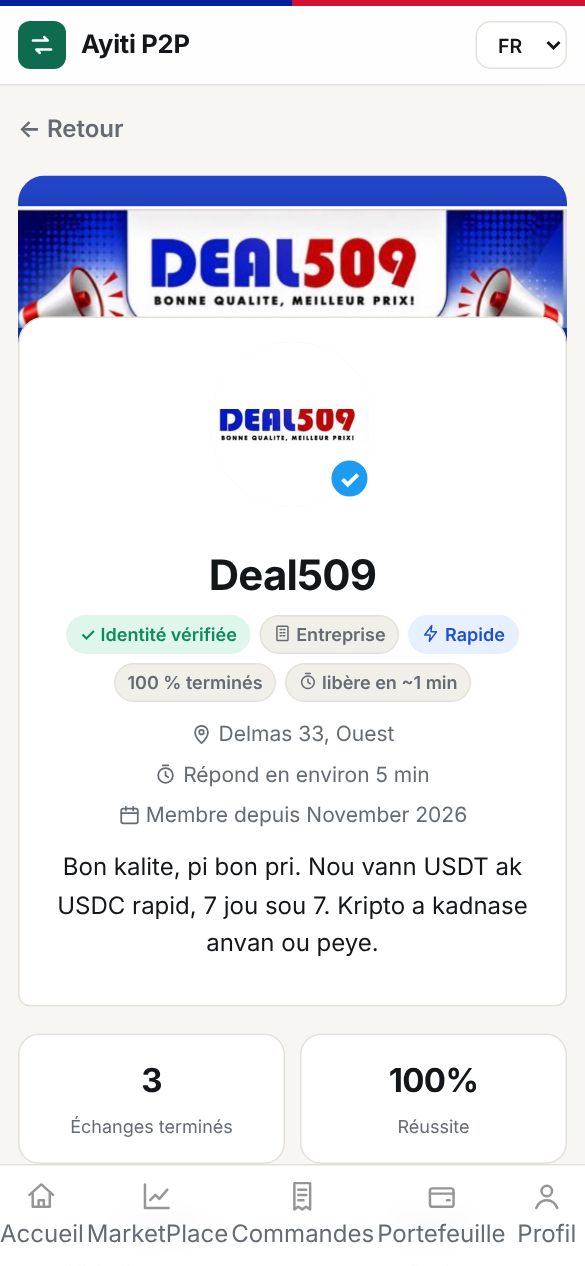 Ayiti P2P
FR
← Retour
DEAL509
BONNE QUALITE, MEILLEUR PRIX!
DEAL509
BONNE QUALITE, MEILLEUR PRIX!
Deal509
Identité vérifiée
Entreprise
Rapide
100 % terminés
libère en ~1 min
Delmas 33, Ouest
Répond en environ 5 min
Membre depuis November 2026
Bon kalite, pi bon pri. Nou vann USDT ak
USDC rapid, 7 jou sou 7. Kripto a kadnase
anvan ou peye.
3
Échanges terminés
100%
Réussite
Accueil
MarketPlace
Commandes
Portefeuille
Profil